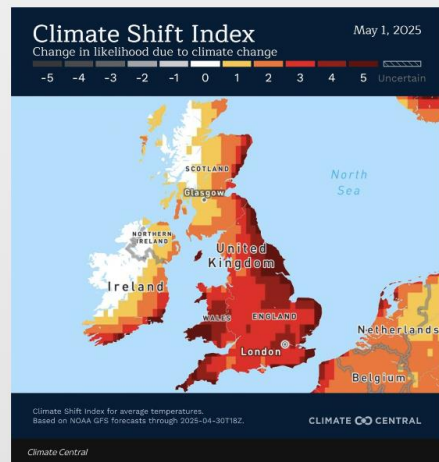 Climate Shift Index
May 1, 2025
Change in likelihood due to climate change
-5 -4 -3 -2 -1 0 1 2 3 4 5 Uncertain
North
Sea
SCOTLAND
Glasgow
NORTHERN
IRELAND
United
Kingdom
Ireland
WALES
ENGLAND
London
Netherlands
Belgium
Climate Shift Index for average temperatures.
Based on NOAA GFS forecasts through 2025-04-30T18Z.
CLIMATE CENTRAL
Climate Central